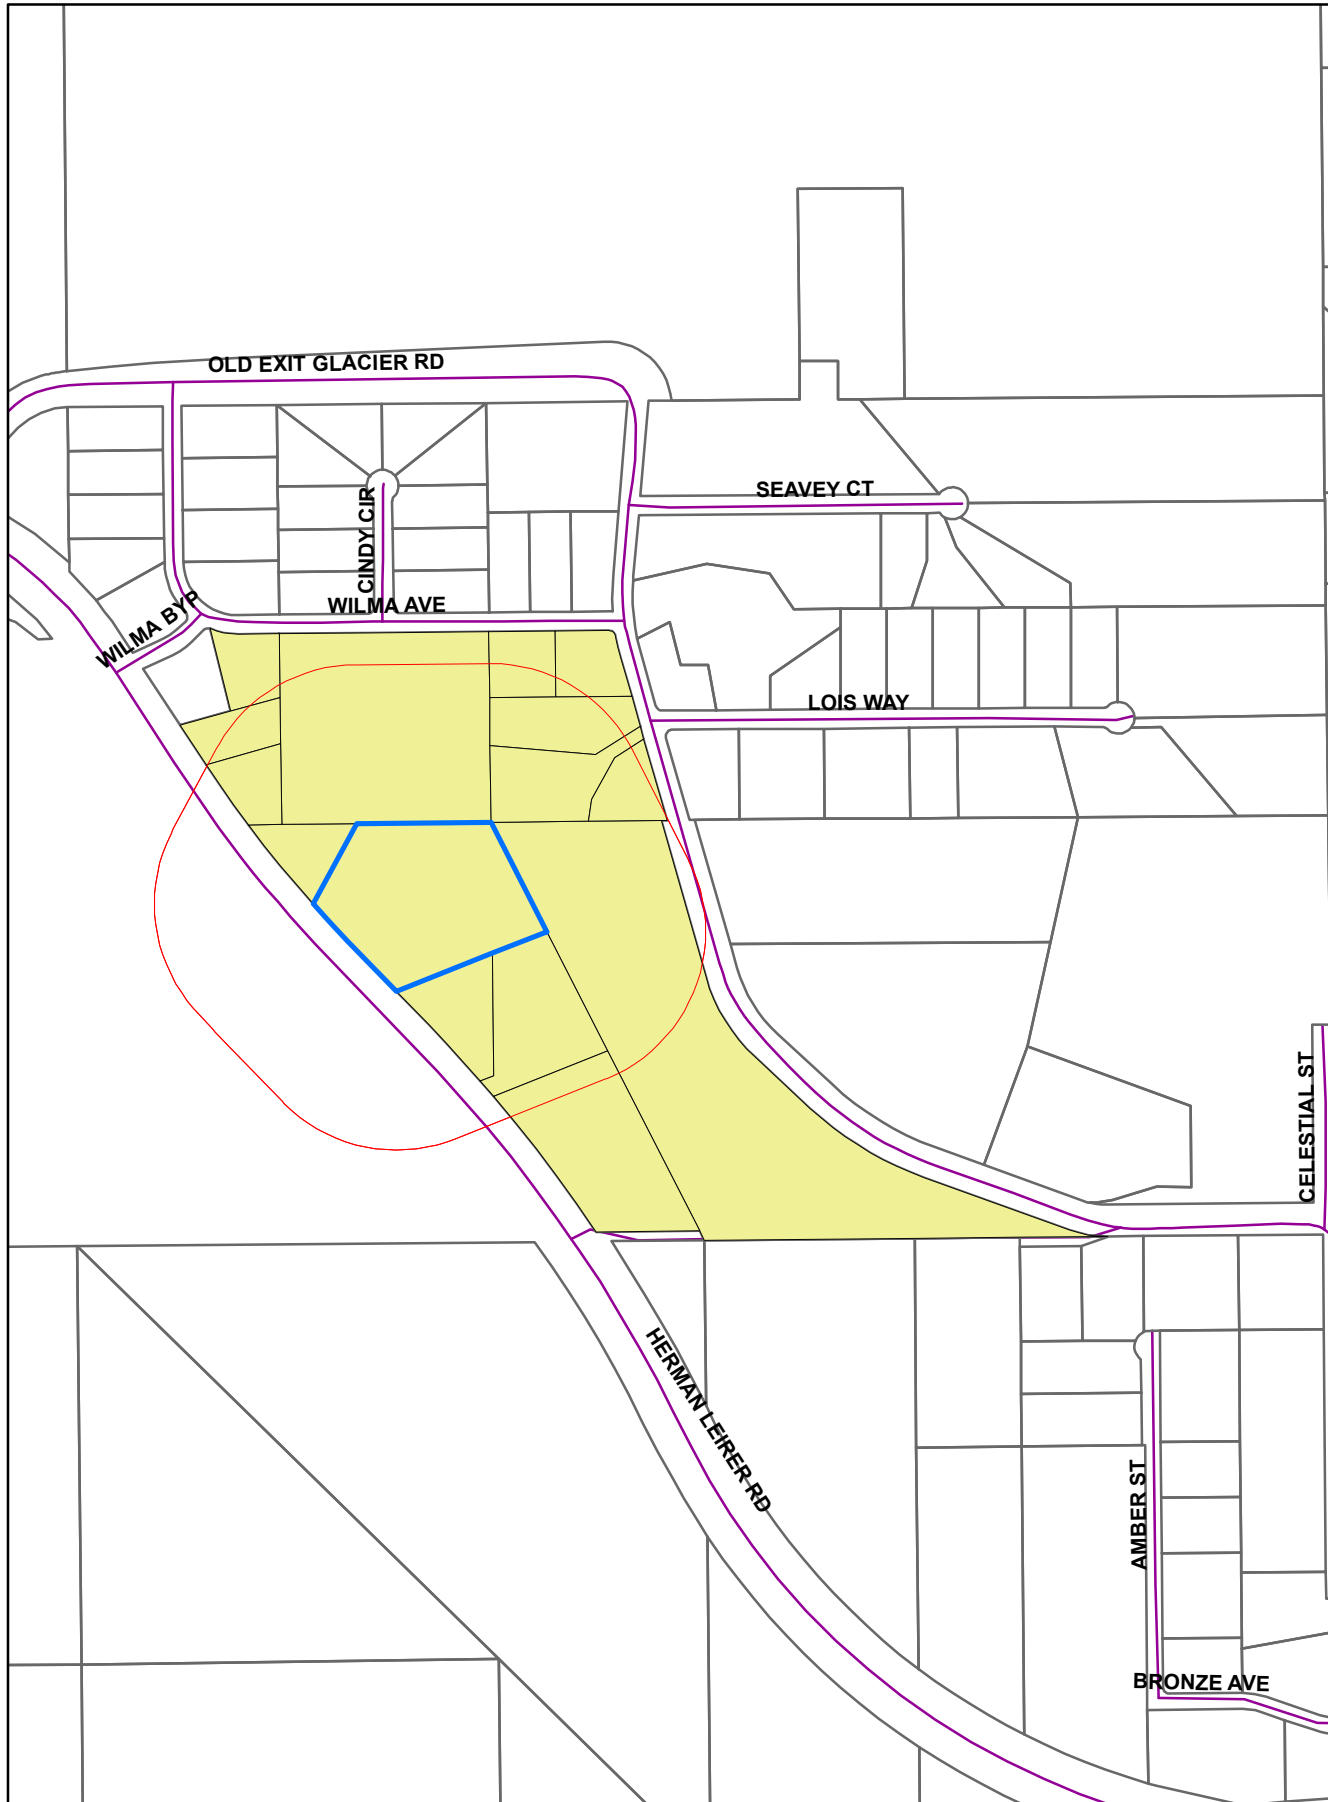 OLD EXIT GLACIER RD
SEAVEY CT
CINDY CIR
WILMA AVE
WILMA BYP
LOIS WAY
CELESTIAL ST
HERMAN LEIRER RD
AMBER ST
BRONZE AVE